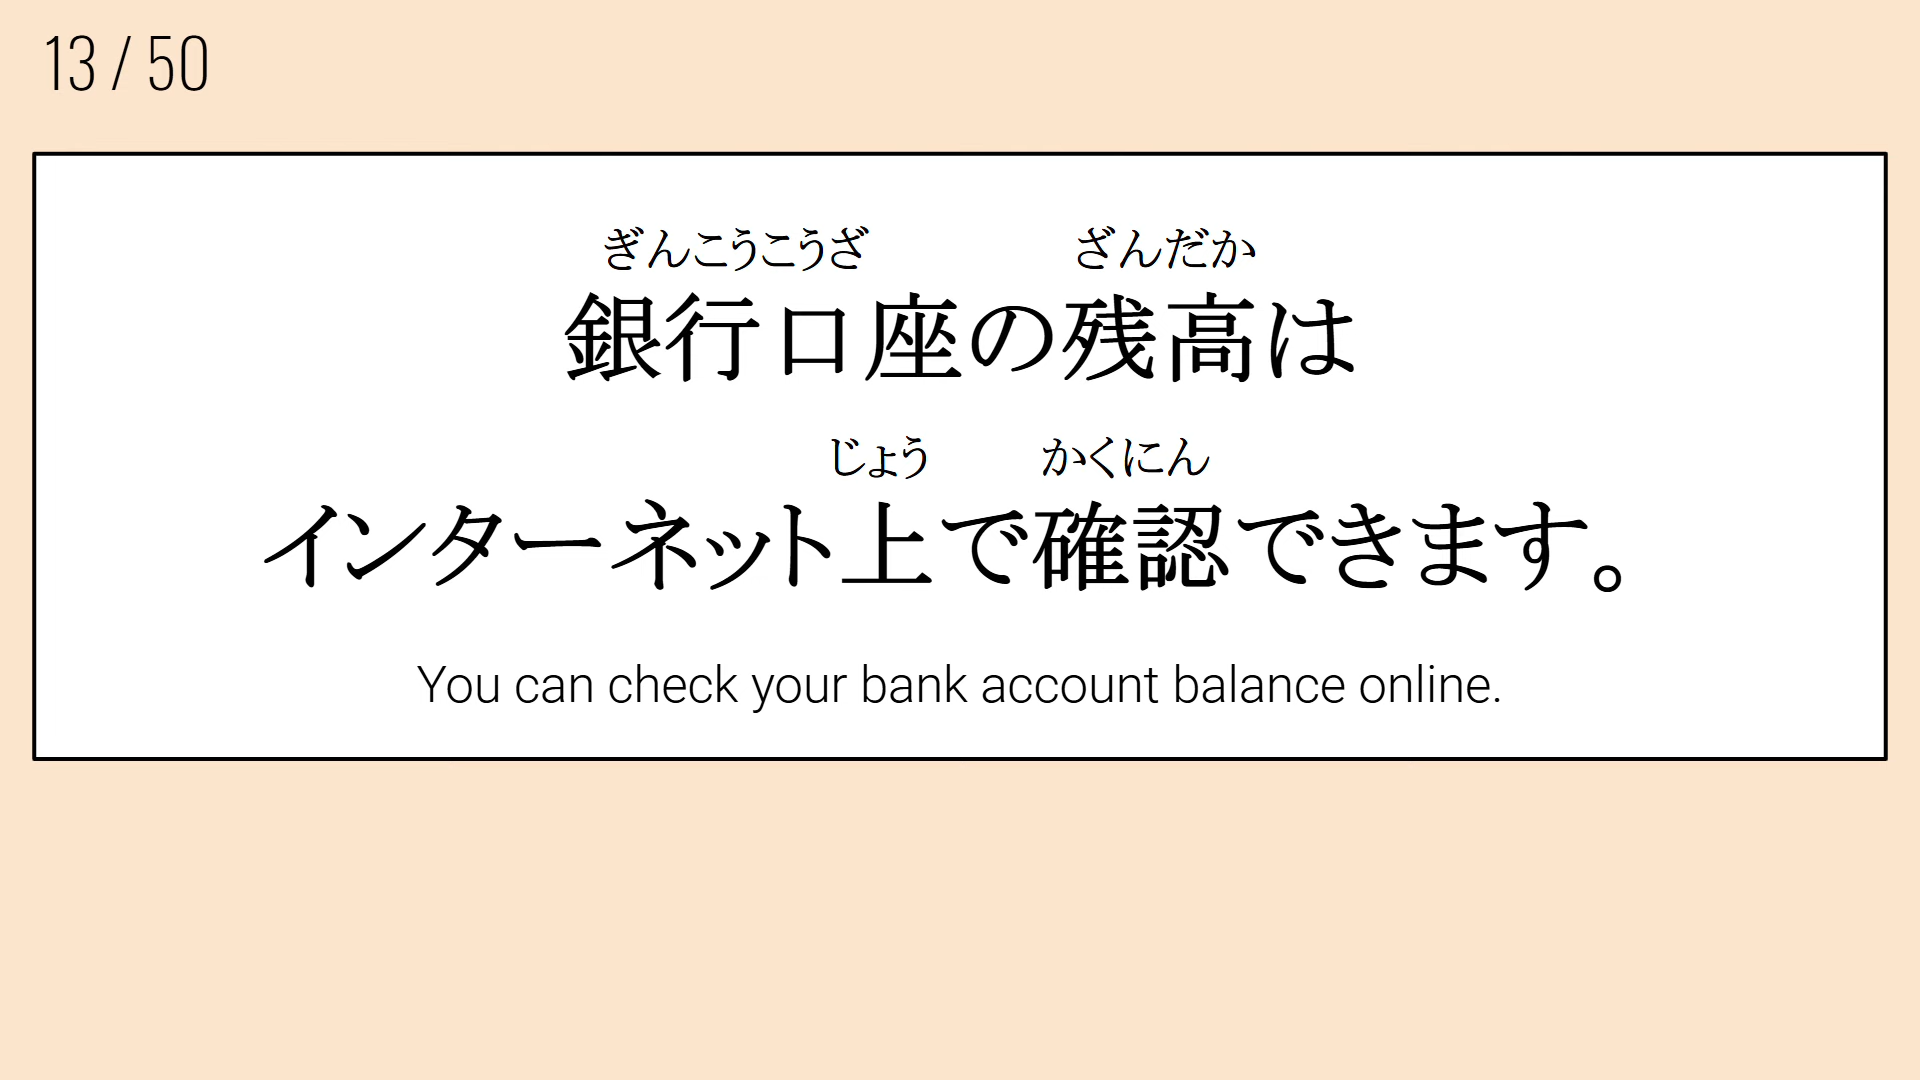 13 / 50
ぎんこうこうざ ざんだか
銀行口座の残高は
じょう かくにん
インターネット上で確認できます。
You can check your bank account balance online.